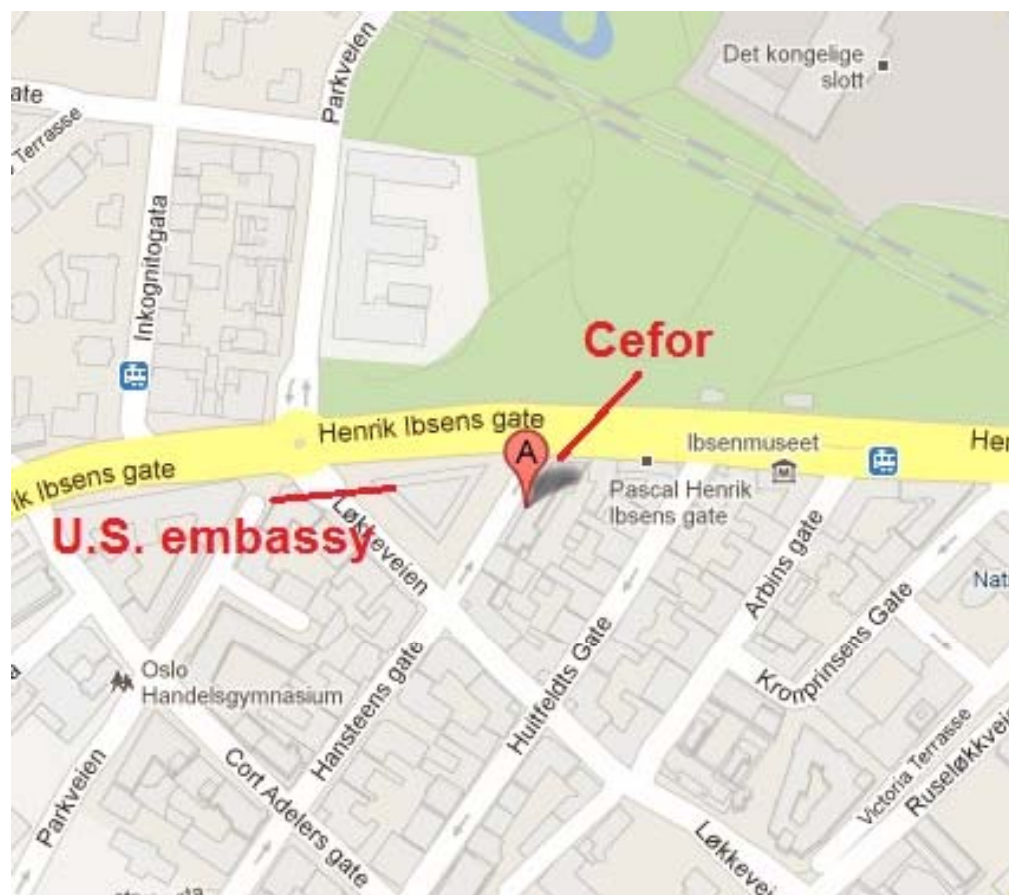 Parkveien
Det kongelige
slott
ate
Terrasse
Inkognitogata
Cefor
Henrik Ibsens gate
Ibsenmuseet
Hen
A
ik Ibsens gate
Pascal Henrik
Ibsens gate
U.S. embassy
Løkkeveien
Arbins gate
Nat
Kronprinsens Gate
Oslo
Handelsgymnasium
Hansteens gate
Huitfeldts Gate
Victoria Terrasse
Ruseløkkvei
Parkveien
Cort Adelers gate
Løkkeveie